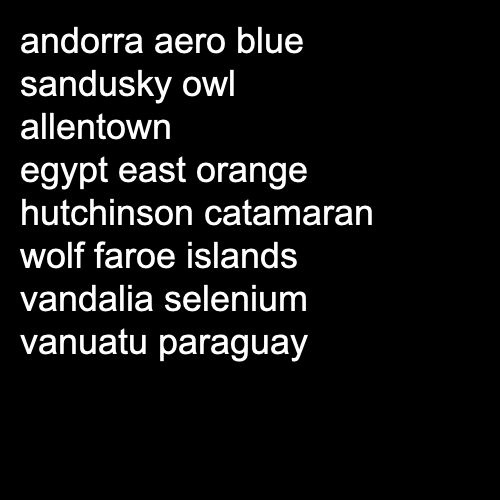 andorra aero blue
sandusky owl
allentown
egypt east orange
hutchinson catamaran
wolf faroe islands
vandalia selenium
vanuatu paraguay